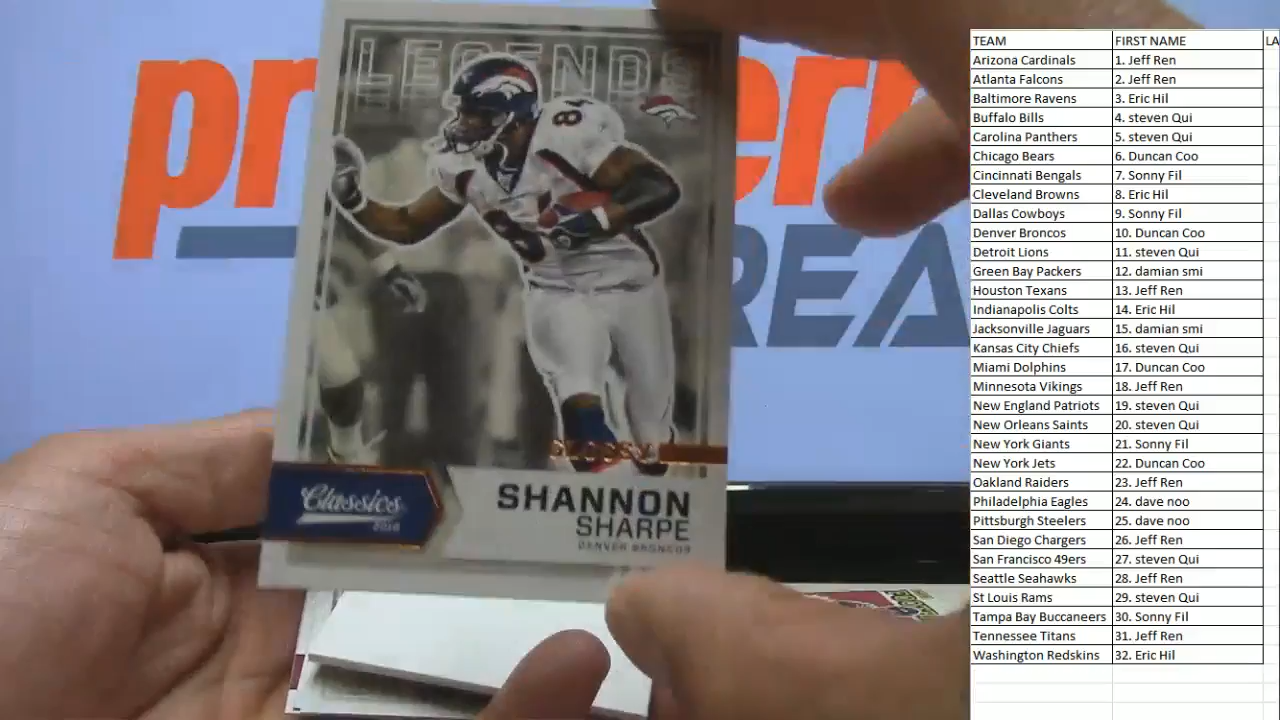 LEGENDS
8
8
Classics
2016
SHANNON
SHARPE
DENVER BRONCOS
TEAM FIRST NAME LA
Arizona Cardinals 1. Jeff Ren
Atlanta Falcons 2. Jeff Ren
Baltimore Ravens 3. Eric Hil
Buffalo Bills 4. steven Qui
Carolina Panthers 5. steven Qui
Chicago Bears 6. Duncan Coo
Cincinnati Bengals 7. Sonny Fil
Cleveland Browns 8. Eric Hil
Dallas Cowboys 9. Sonny Fil
Denver Broncos 10. Duncan Coo
Detroit Lions 11. steven Qui
Green Bay Packers 12. damian smi
Houston Texans 13. Jeff Ren
Indianapolis Colts 14. Eric Hil
Jacksonville Jaguars 15. damian smi
Kansas City Chiefs 16. steven Qui
Miami Dolphins 17. Duncan Coo
Minnesota Vikings 18. Jeff Ren
New England Patriots 19. steven Qui
New Orleans Saints 20. steven Qui
New York Giants 21. Sonny Fil
New York Jets 22. Duncan Coo
Oakland Raiders 23. Jeff Ren
Philadelphia Eagles 24. dave noo
Pittsburgh Steelers 25. dave noo
San Diego Chargers 26. Jeff Ren
San Francisco 49ers 27. steven Qui
Seattle Seahawks 28. Jeff Ren
St Louis Rams 29. steven Qui
Tampa Bay Buccaneers 30. Sonny Fil
Tennessee Titans 31. Jeff Ren
Washington Redskins 32. Eric Hil